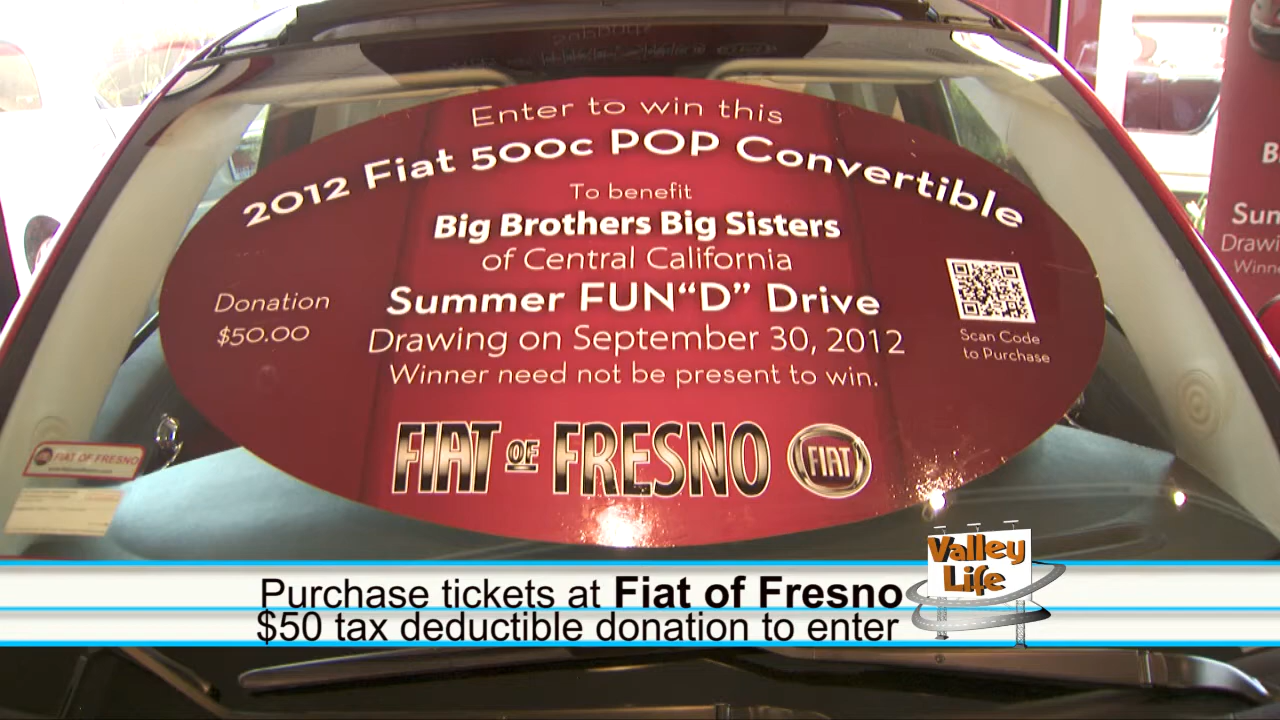 Enter to win this
2012 Fiat 500c POP Convertible
To benefit
Big Brothers Big Sisters
of Central California
Donation
$50.00
Summer FUN“D” Drive
Drawing on September 30, 2012
Winner need not be present to win.
Scan Code
to Purchase
FIAT OF FRESNO
FIAT
FIAT OF FRESNO
B
Sun
Drawi
Winne
Purchase tickets at Fiat of Fresno
$50 tax deductible donation to enter
Valley
Life